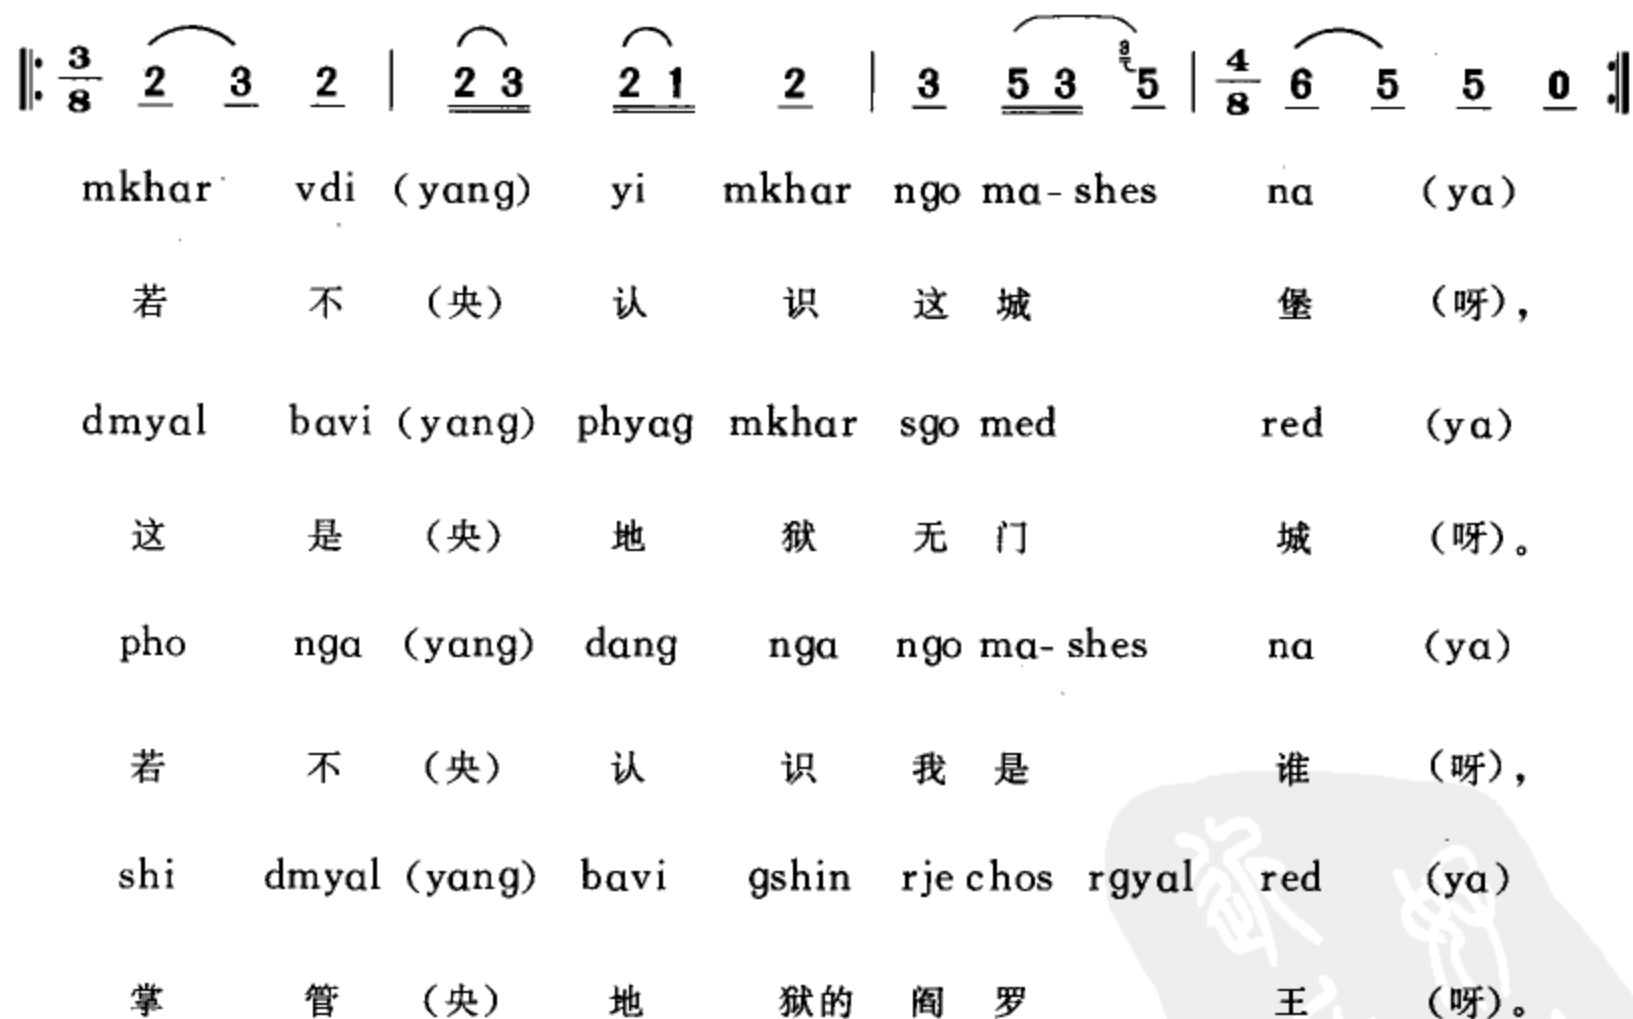 3/8 2 3 2 | 2 3 2 1 2 | 3 5 3 3 5 | 4/8 6 5 5 0
mkhar vdi (yang) yi mkhar ngo ma-shes na (ya)
若 不 (央) 认 识 这 城 堡 (呀),
dmyal bavi (yang) phyag mkhar sgo med red (ya)
这 是 (央) 地 狱 无 门 城 (呀)。
pho nga (yang) dang nga ngo ma-shes na (ya)
若 不 (央) 认 识 我 是 谁 (呀),
shi dmyal (yang) bavi gshin rje chos rgyal red (ya)
掌 管 (央) 地 狱的 阎 罗 王 (呀)。